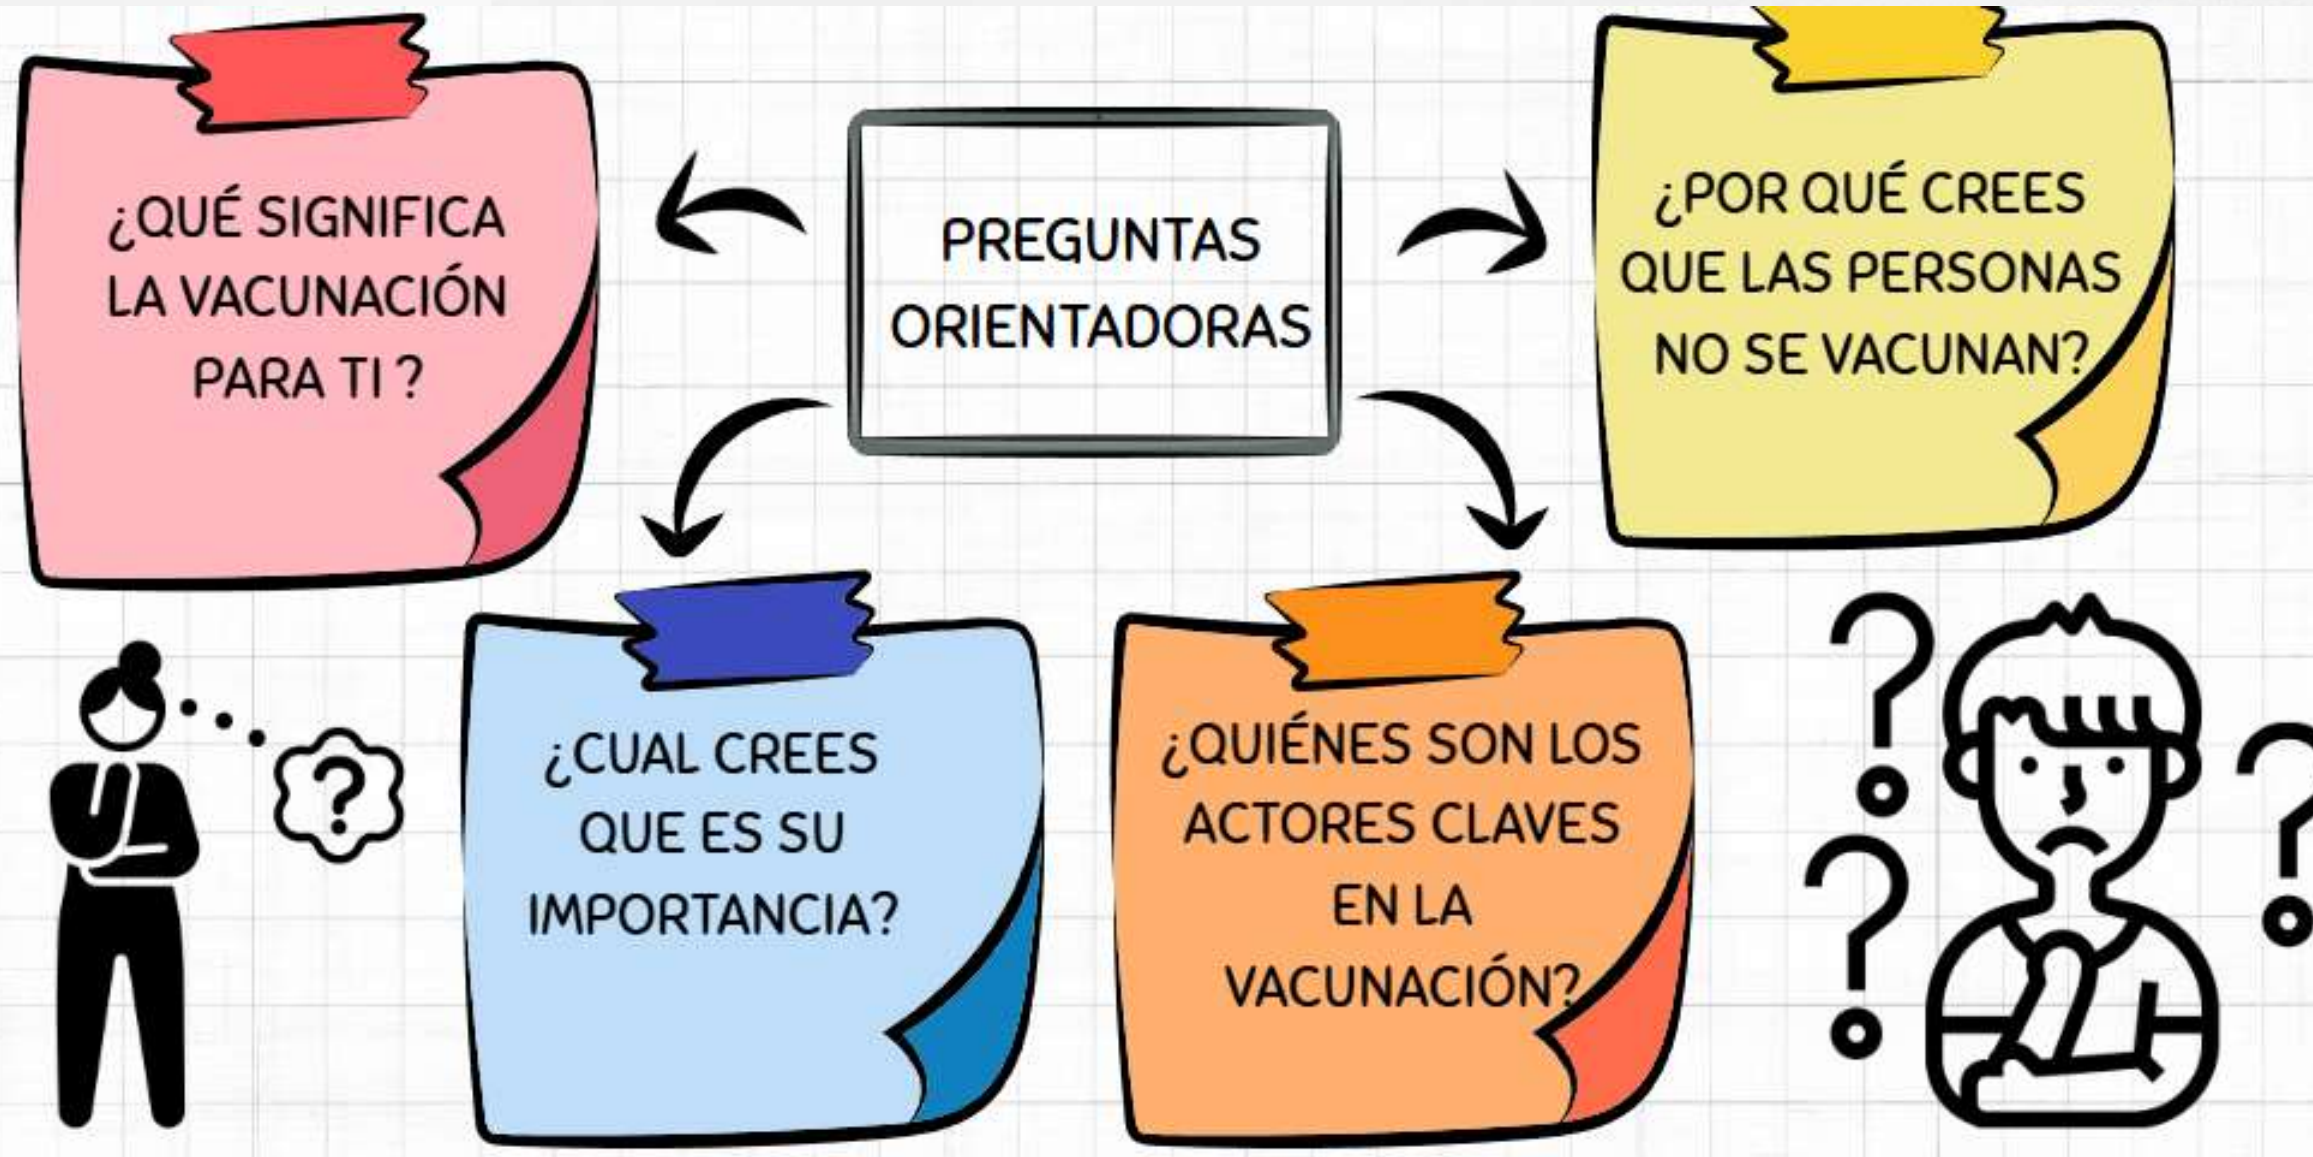 ¿QUÉ SIGNIFICA
LA VACUNACIÓN
PARA TI ?
PREGUNTAS
ORIENTADORAS
¿POR QUÉ CREES
QUE LAS PERSONAS
NO SE VACUNAN?
¿CUAL CREES
QUE ES SU
IMPORTANCIA?
¿QUIÉNES SON LOS
ACTORES CLAVES
EN LA
VACUNACIÓN?
?
?
?
?